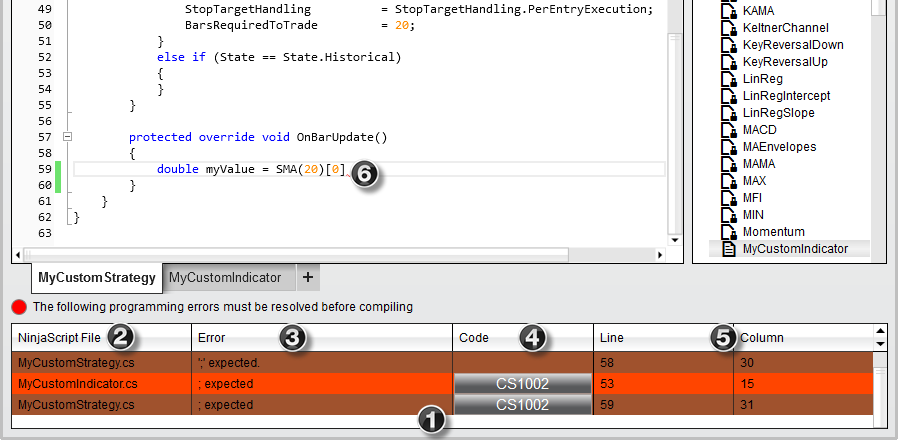 49 StopTargetHandling = StopTargetHandling.PerEntryExecution;
50 BarsRequiredToTrade = 20;
51 }
52 else if (State == State.Historical)
53 {
54 }
55 }
56
57 protected override void OnBarUpdate()
58 {
59 double myValue = SMA(20)[0] 6
60 }
61 }
62 }
63
KAMA
KeltnerChannel
KeyReversalDown
KeyReversalUp
LinReg
LinRegIntercept
LinRegSlope
MACD
MAEnvelopes
MAMA
MAX
MFI
MIN
Momentum
MyCustomIndicator
MyCustomStrategy MyCustomIndicator +
The following programming errors must be resolved before compiling
NinjaScript File 2 Error 3 Code 4 Line 5 Column
MyCustomStrategy.cs ';' expected. 58 30
MyCustomIndicator.cs ; expected CS1002 53 15
MyCustomStrategy.cs ; expected CS1002 59 31
1